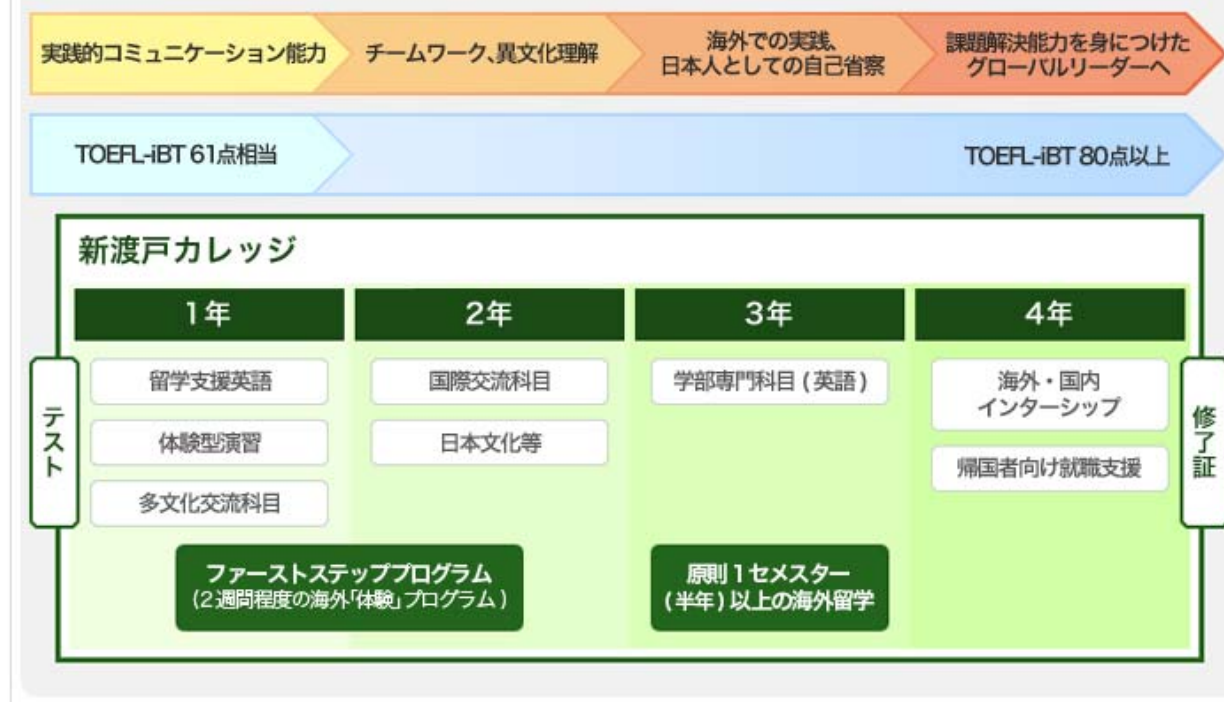 実践的コミュニケーション能力
チームワーク、異文化理解
海外での実践、
日本人としての自己省察
課題解決能力を身につけた
グローバルリーダーへ
TOEFL-iBT 61点相当
TOEFL-iBT 80点以上
新渡戸カレッジ
1年
2年
3年
4年
テスト
留学支援英語
体験型演習
多文化交流科目
国際交流科目
日本文化等
学部専門科目 ( 英語 )
海外・国内
インターシップ
帰国者向け就職支援
修了証
ファーストステッププログラム
(2週間程度の海外「体験」プログラム )
原則1セメスター
(半年) 以上の海外留学